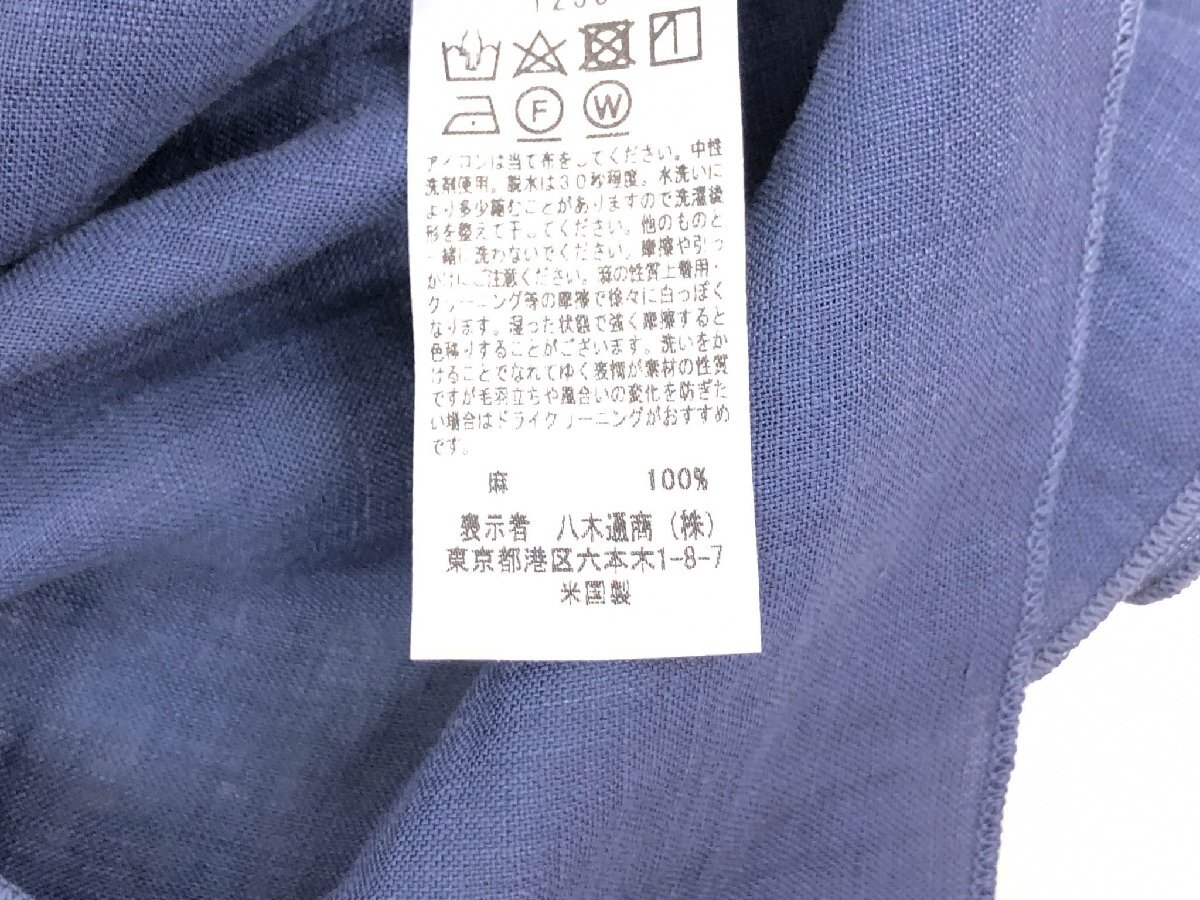 アイロンは当て布をしてください。中性
洗剤使用。脱水は30秒程度。水洗いに
より多少縮むことがありますので洗濯後
形を整えて干してください。他のものと
一緒に洗わないでください。摩擦や引っ
かけにご注意ください。麻の性質上着用・
クリーニング等の摩擦で徐々に白っぽく
なります。湿った状態で強く摩擦すると
色移りすることがございます。洗いをか
けることでなれてゆく表情が素材の性質
ですが毛羽立ちや風合いの変化を防ぎた
い場合はドライクリーニングがおすすめ
です。
麻 100%
表示者 八木通商(株)
東京都港区六本木1-8-7
米国製
F W